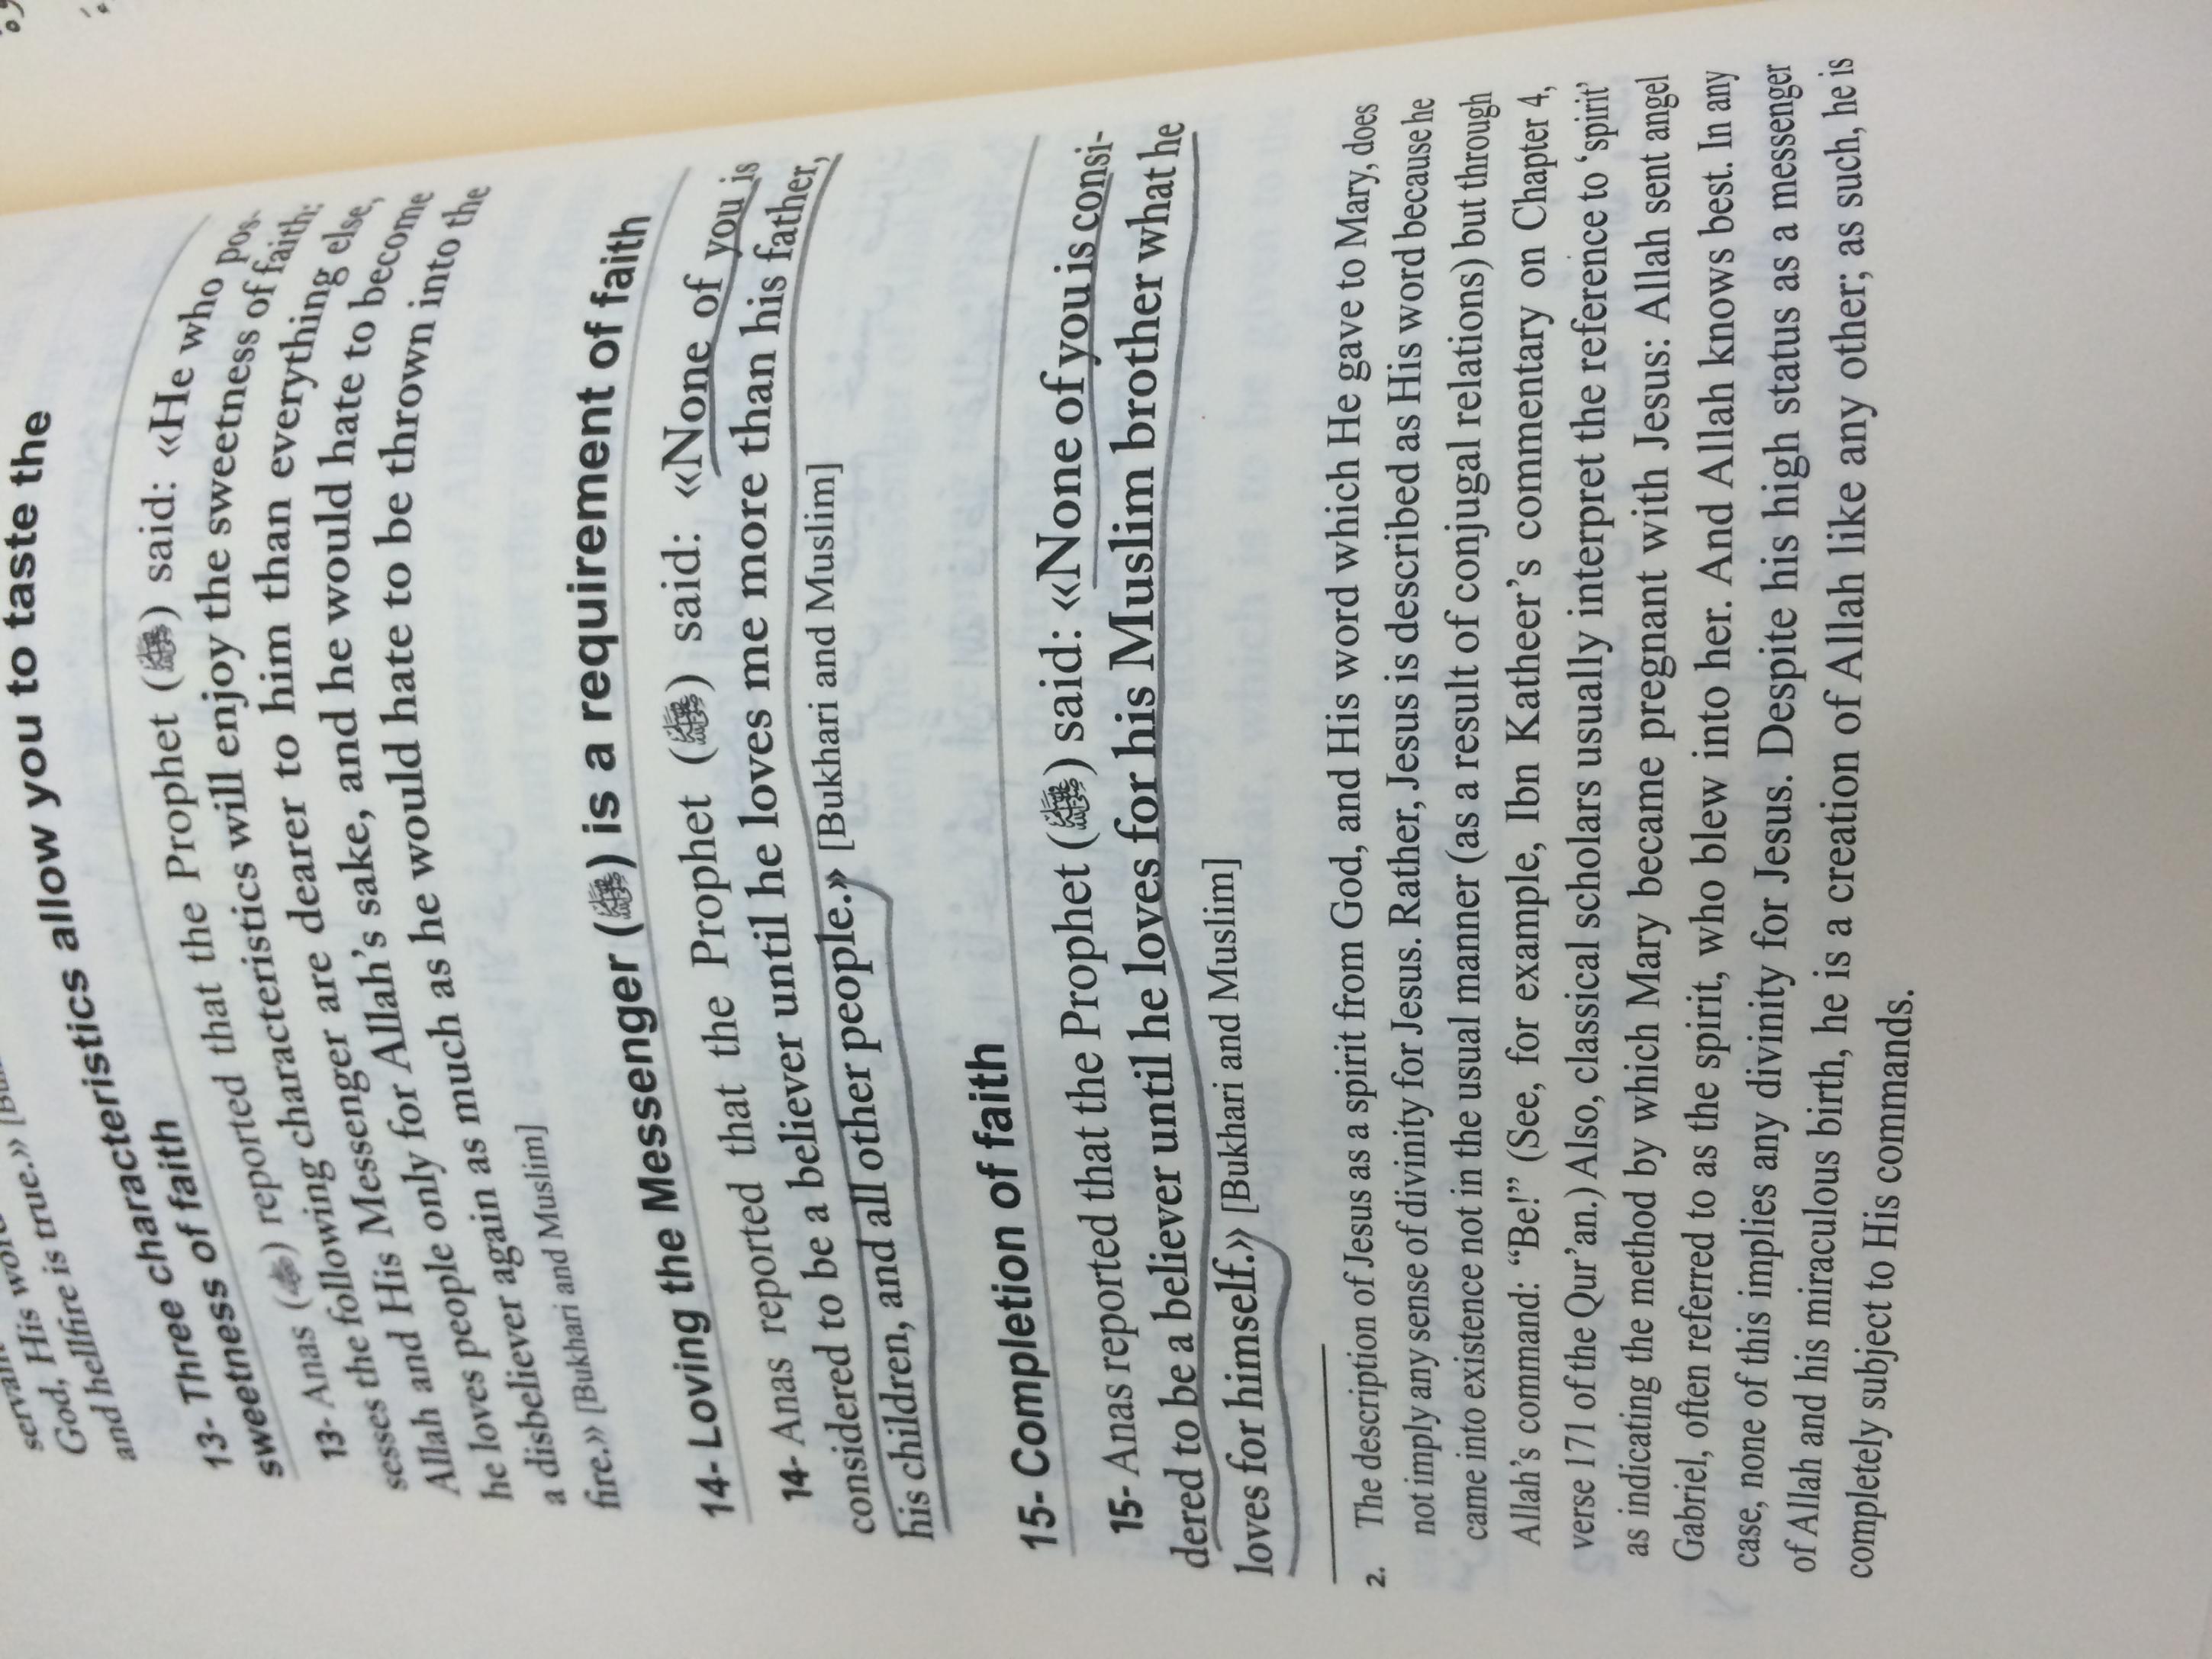 God, His word
and hellfire is true.»
13- Three characteristics allow you to taste the
sweetness of faith
13- Anas (رضي الله عنه) reported that the Prophet (ﷺ) said: «He who pos-
sesses the following characteristics will enjoy the sweetness of faith:
Allah and His Messenger are dearer to him than everything else,
he loves people only for Allah's sake, and he would hate to become
a disbeliever again as much as he would hate to be thrown into the
fire.» [Bukhari and Muslim]
14- Loving the Messenger (ﷺ) is a requirement of faith
14- Anas reported that the Prophet (ﷺ) said: «None of you is
considered to be a believer until he loves me more than his father,
his children, and all other people.» [Bukhari and Muslim]
15- Completion of faith
15- Anas reported that the Prophet (ﷺ) said: «None of you is consi-
dered to be a believer until he loves for his Muslim brother what he
loves for himself.» [Bukhari and Muslim]
2. The description of Jesus as a spirit from God, and His word which He gave to Mary, does
not imply any sense of divinity for Jesus. Rather, Jesus is described as His word because he
came into existence not in the usual manner (as a result of conjugal relations) but through
Allah's command: "Be!" (See, for example, Ibn Katheer's commentary on Chapter 4,
verse 171 of the Qur'an.) Also, classical scholars usually interpret the reference to 'spirit'
as indicating the method by which Mary became pregnant with Jesus: Allah sent angel
Gabriel, often referred to as the spirit, who blew into her. And Allah knows best. In any
case, none of this implies any divinity for Jesus. Despite his high status as a messenger
of Allah and his miraculous birth, he is a creation of Allah like any other; as such, he is
completely subject to His commands.